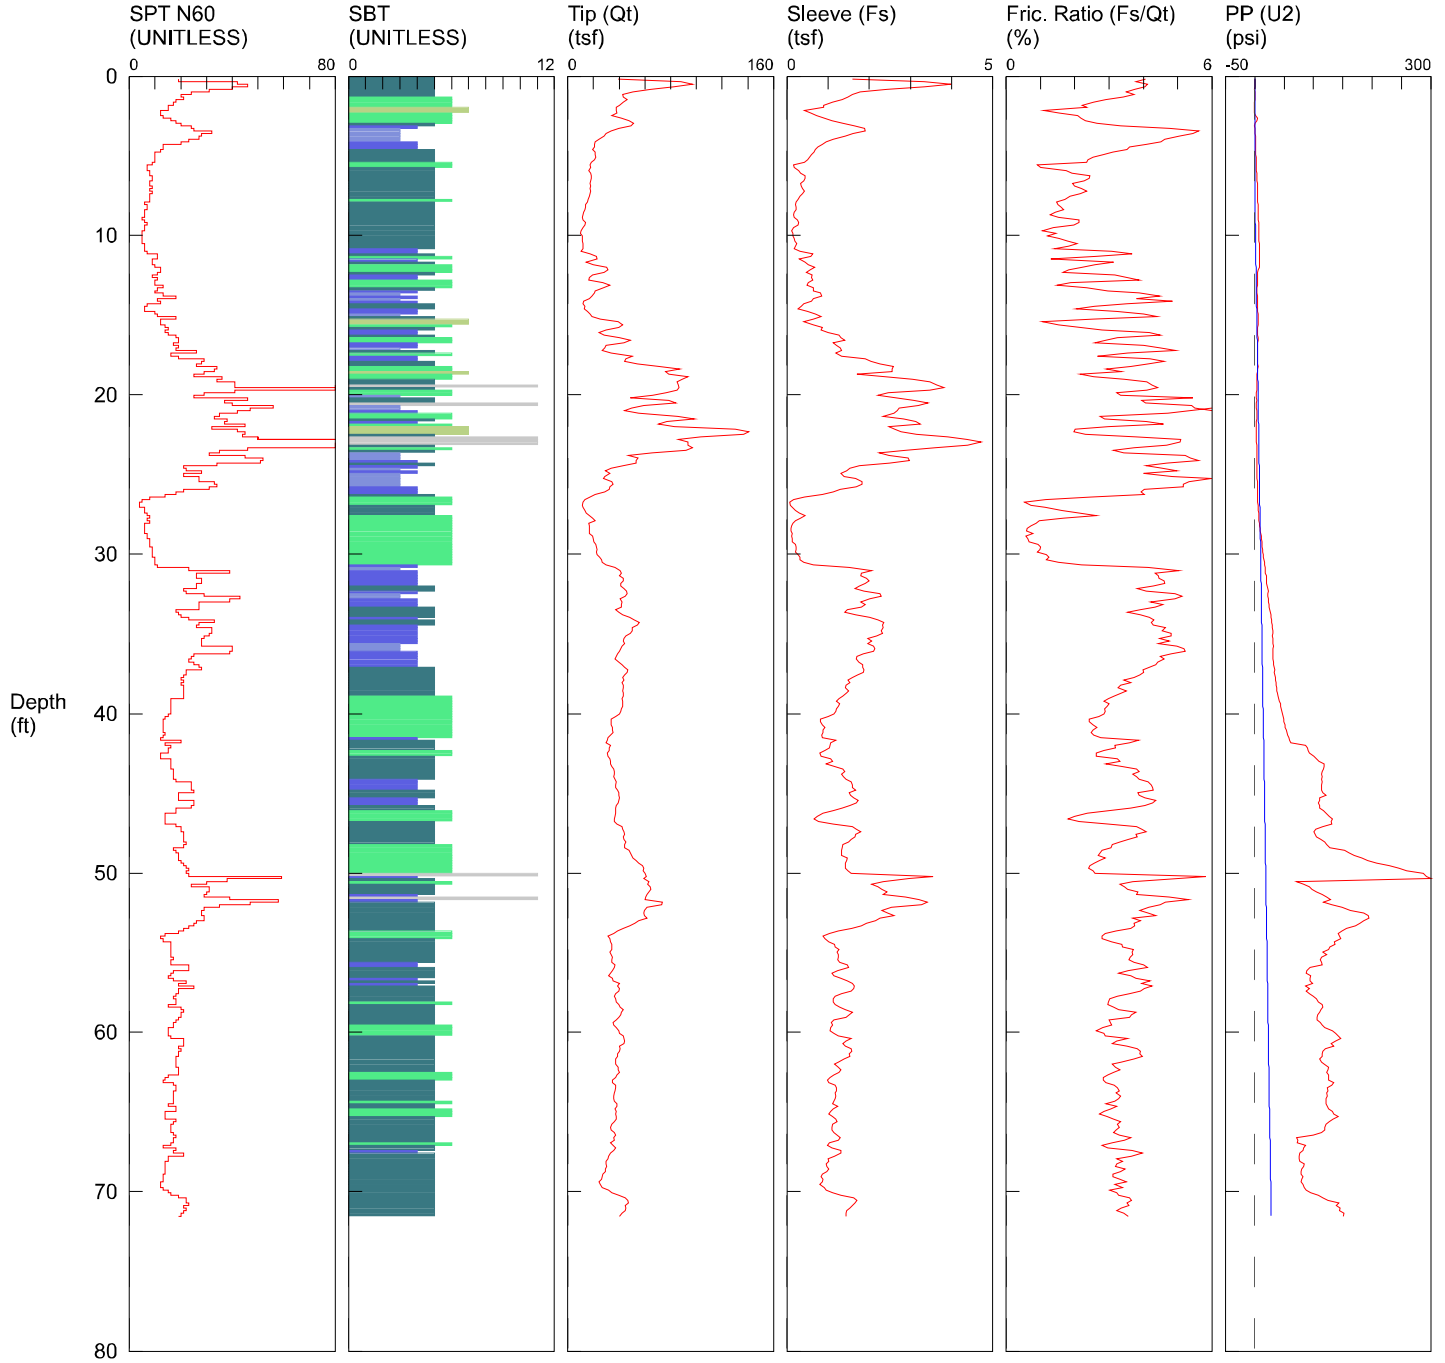 SPT N60 SBT Tip (Qt) Sleeve (Fs) Fric. Ratio (Fs/Qt) PP (U2)
(UNITLESS) (UNITLESS) (tsf) (tsf) (%) (psi)
0 80 0 12 0 160 0 5 0 6 -50 300
0
10
20
30
40
Depth
(ft)
50
60
70
80